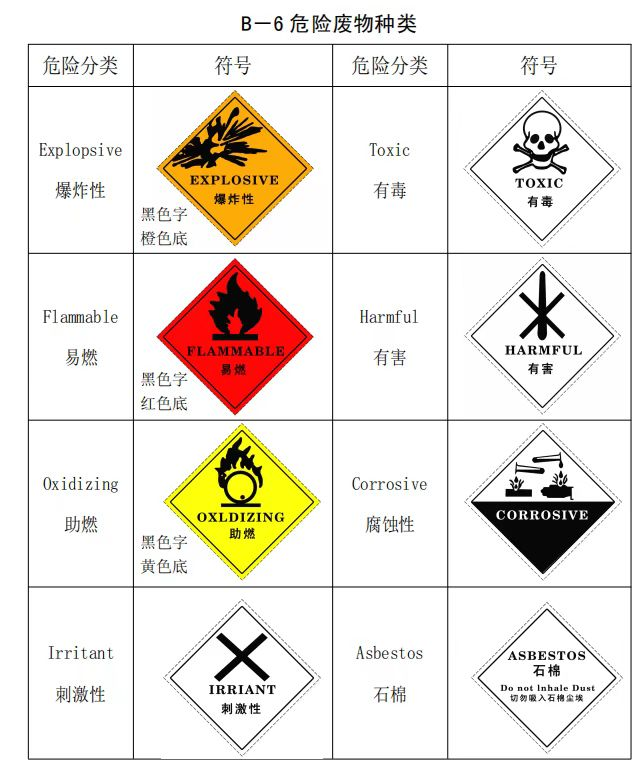 B－6 危险废物种类
危险分类 符号 危险分类 符号
Explopsive
爆炸性
EXPLOSIVE
爆炸性
黑色字
橙色底
Toxic
有毒
TOXIC
有毒
Flammable
易燃
FLAMMABLE
易燃
黑色字
红色底
Harmful
有害
HARMFUL
有害
Oxidizing
助燃
OXLDIZING
助燃
黑色字
黄色底
Corrosive
腐蚀性
CORROSIVE
Irritant
刺激性
IRRIANT
刺激性
Asbestos
石棉
ASBESTOS
石棉
Do not Inhale Dust
切勿吸入石棉尘埃